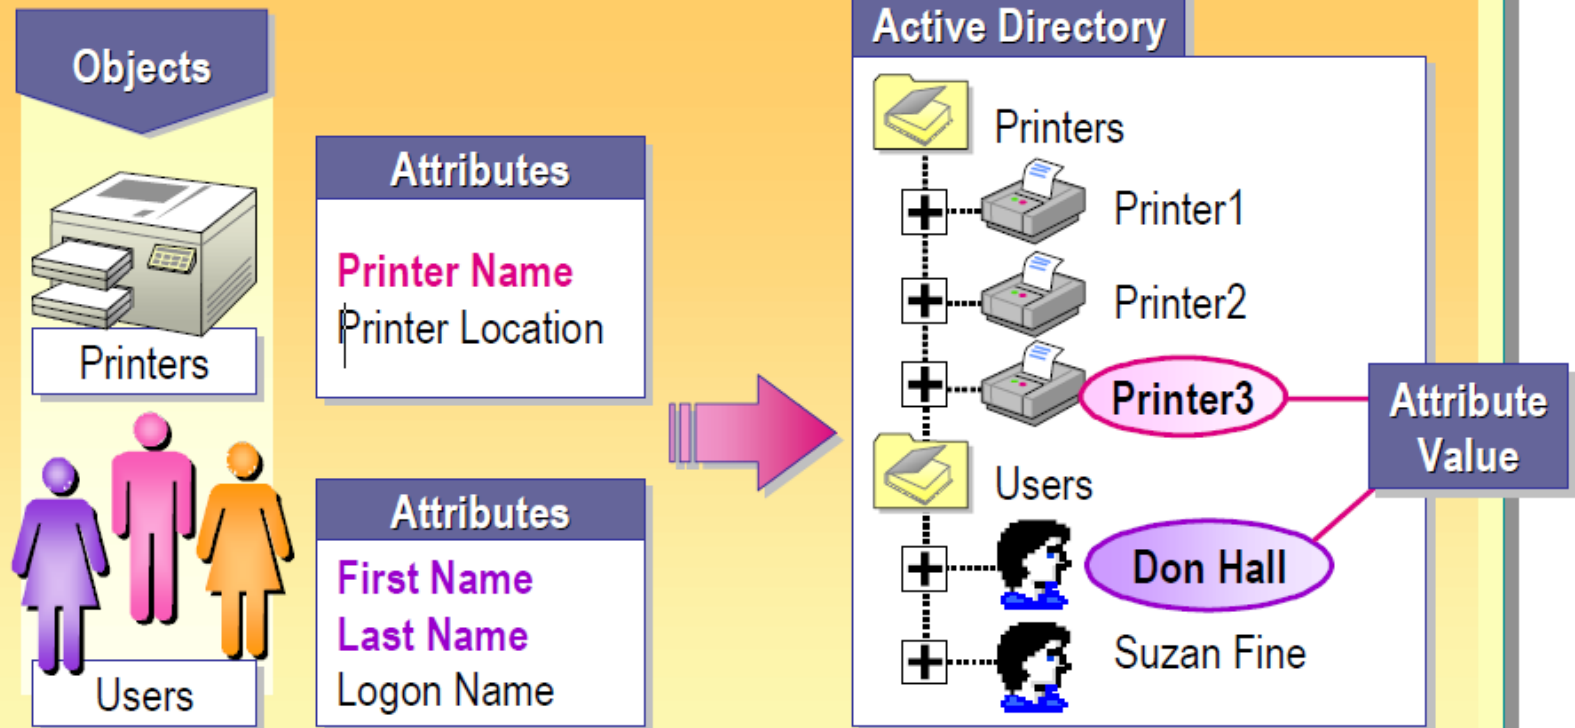 Objects
Printers
Users
Attributes
Printer Name
Printer Location
Attributes
First Name
Last Name
Logon Name
Active Directory
Printers
Printer1
Printer2
Printer3
Users
Don Hall
Suzan Fine
Attribute
Value